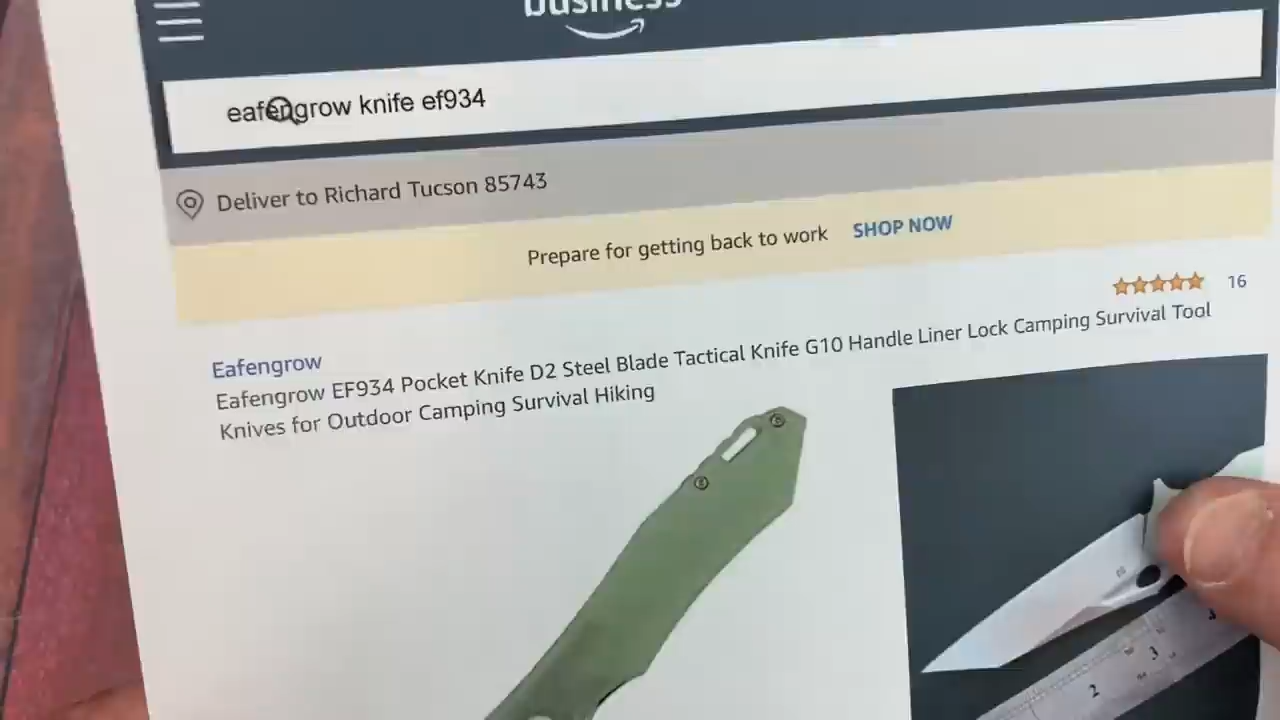 business
eafengrow knife ef934
Deliver to Richard Tucson 85743
Prepare for getting back to work SHOP NOW
16
Eafengrow
Eafengrow EF934 Pocket Knife D2 Steel Blade Tactical Knife G10 Handle Liner Lock Camping Survival Tool
Knives for Outdoor Camping Survival Hiking
2 3